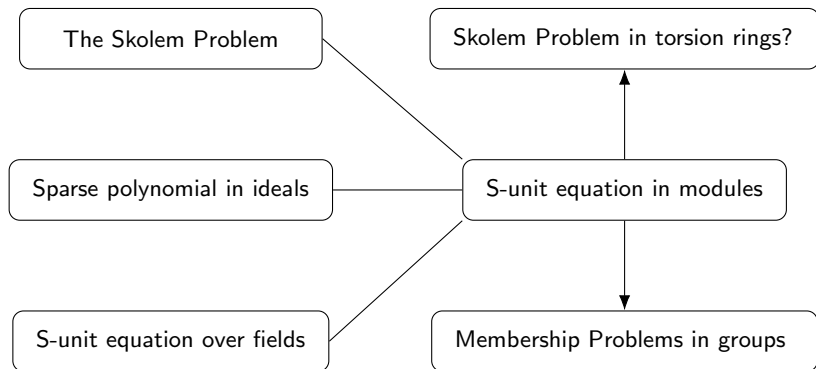 The Skolem Problem
Skolem Problem in torsion rings?
Sparse polynomial in ideals
S-unit equation in modules
S-unit equation over fields
Membership Problems in groups